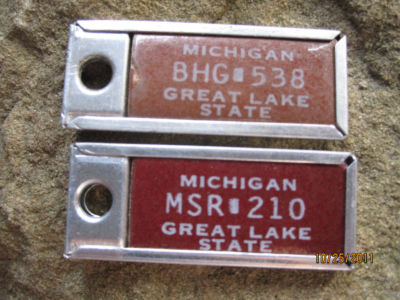 MICHIGAN
BHG 538
GREAT LAKE
STATE
MICHIGAN
MSR 210
GREAT LAKE
STATE
10/25/2011